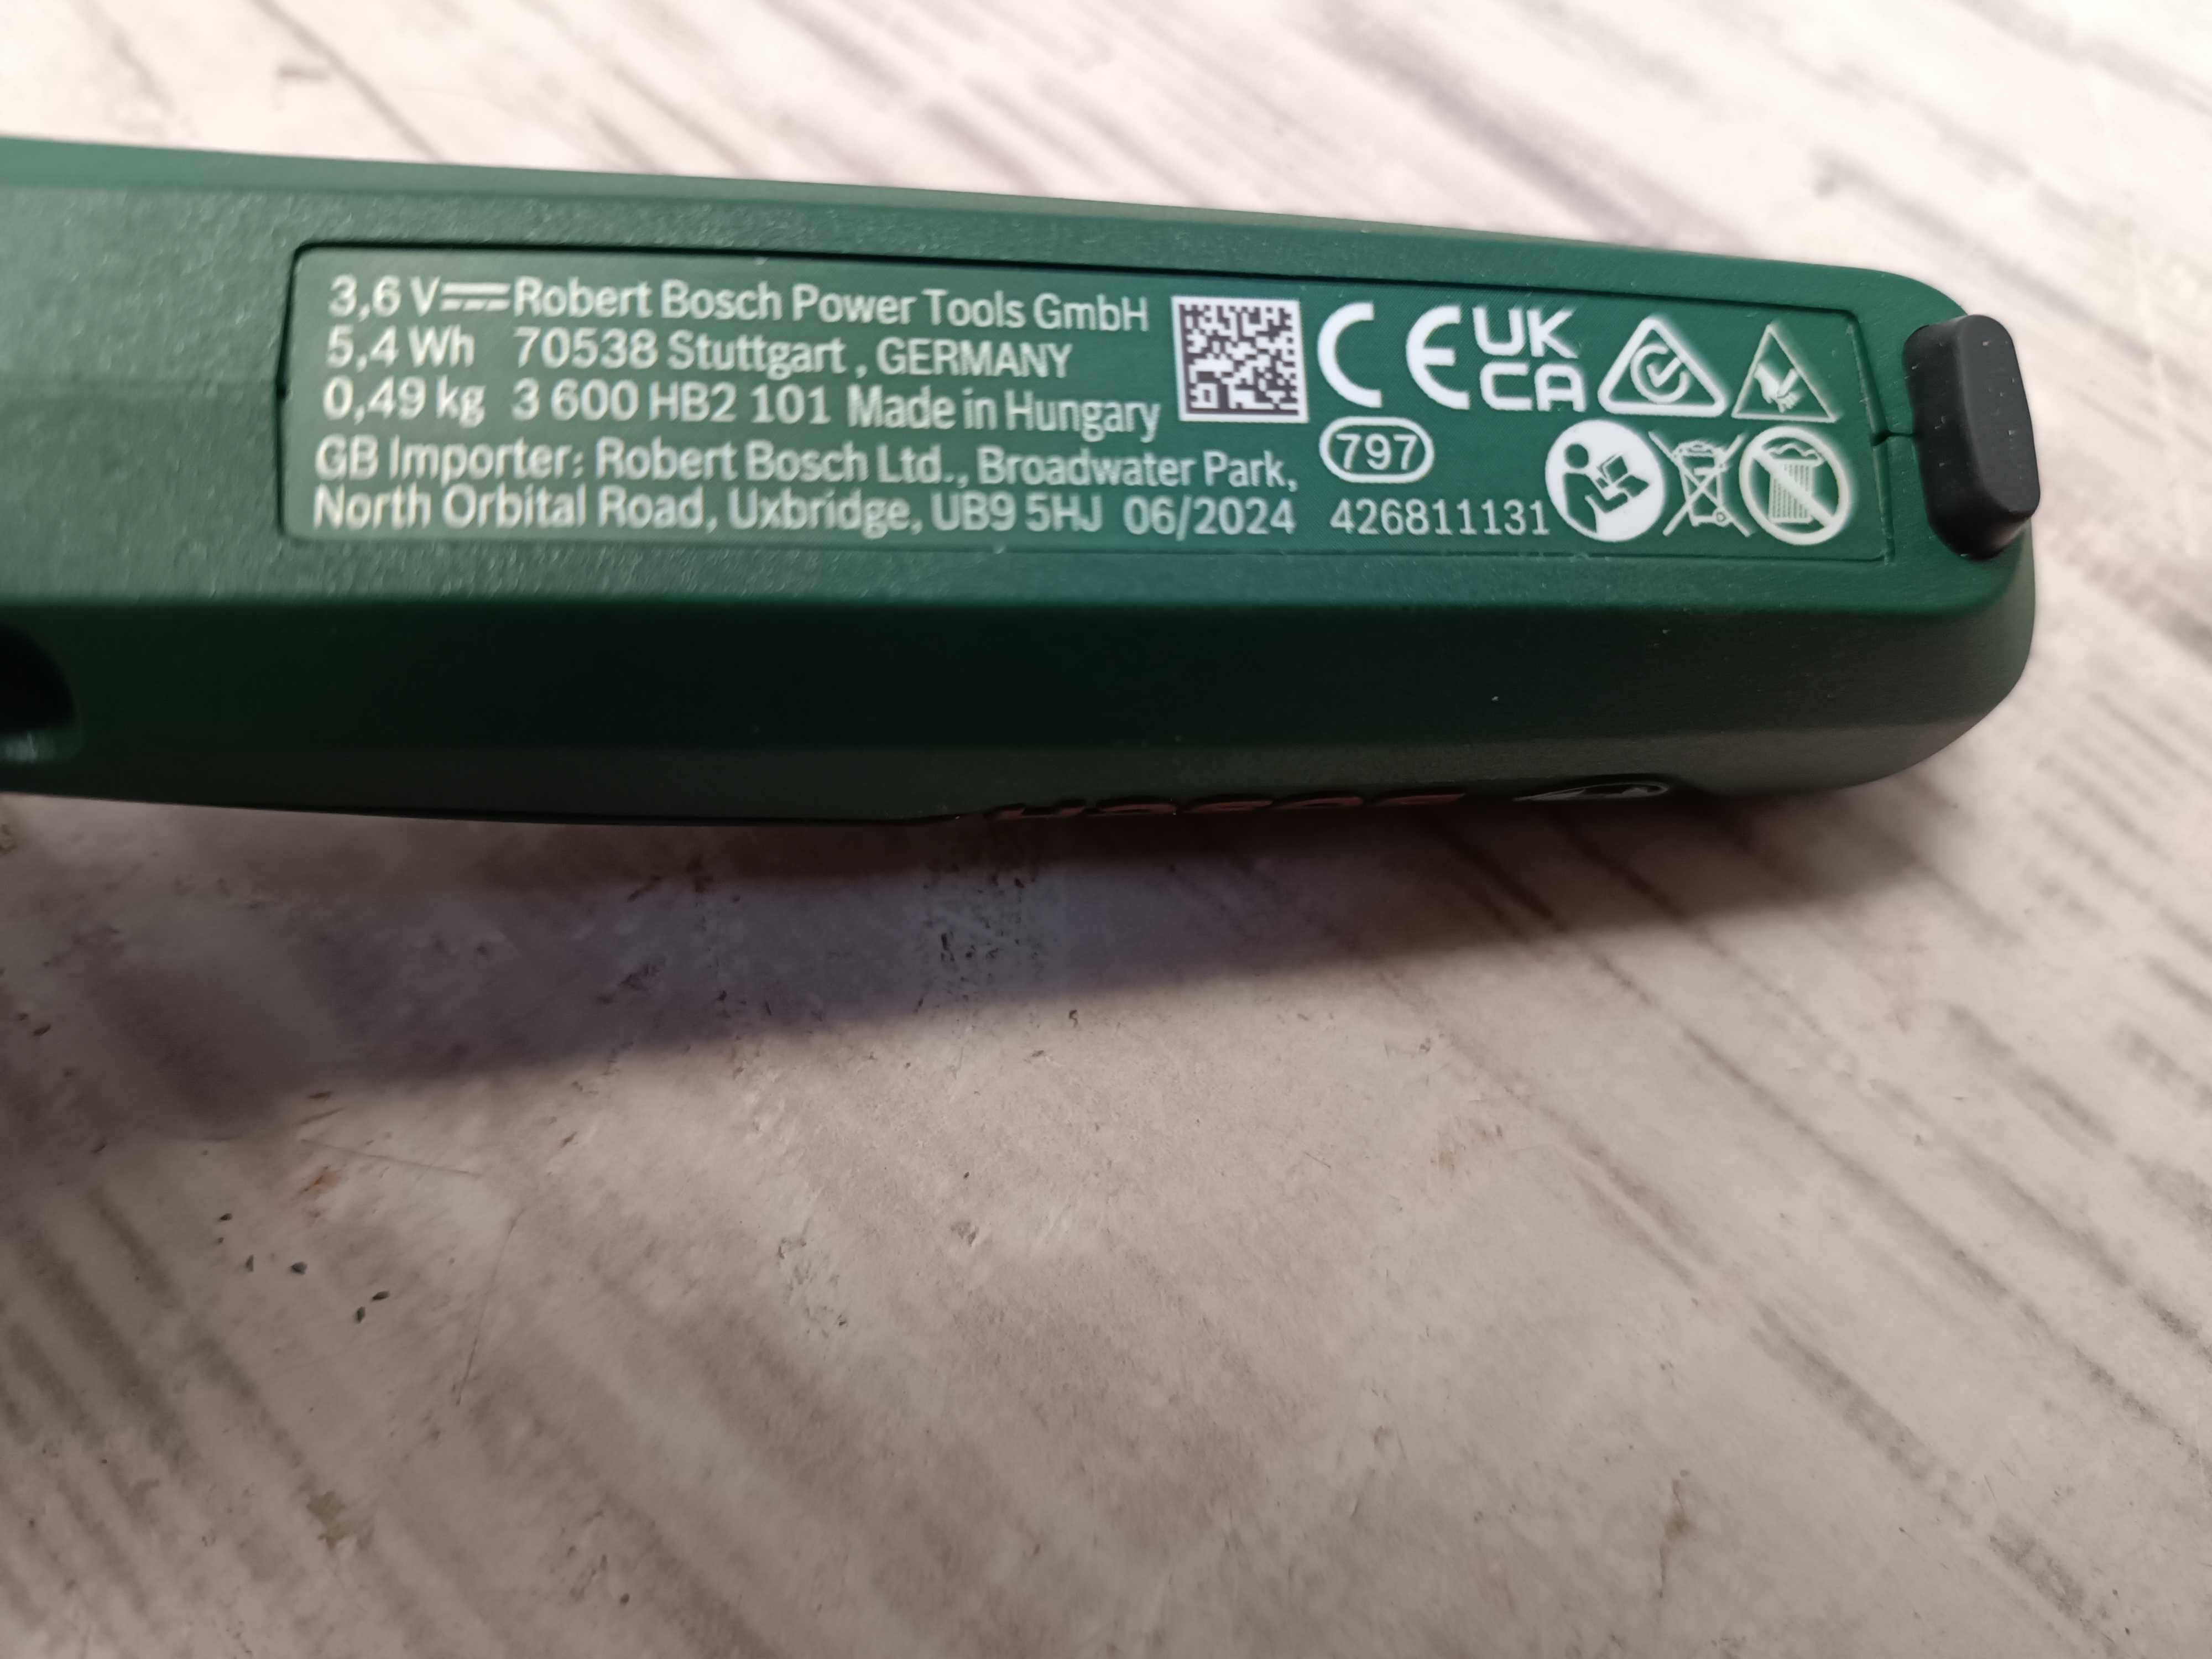 3,6 V Robert Bosch Power Tools GmbH
5,4 Wh 70538 Stuttgart , GERMANY
0,49 kg 3 600 HB2 101 Made in Hungary
GB Importer: Robert Bosch Ltd., Broadwater Park,
North Orbital Road, Uxbridge, UB9 5HJ 06/2024
CE UK CA
797
426811131
BOSCH